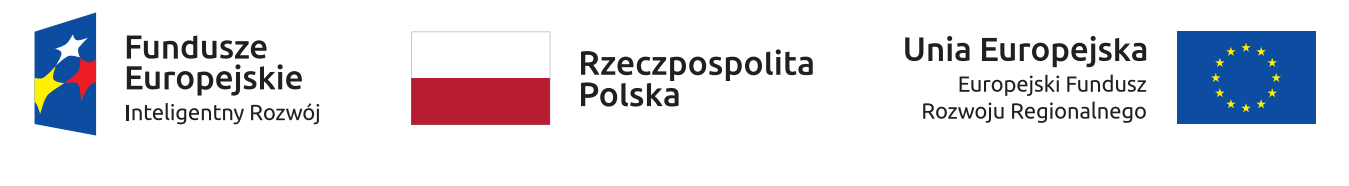 Fundusze
Europejskie
Inteligentny Rozwój
Rzeczpospolita
Polska
Unia Europejska
Europejski Fundusz
Rozwoju Regionalnego